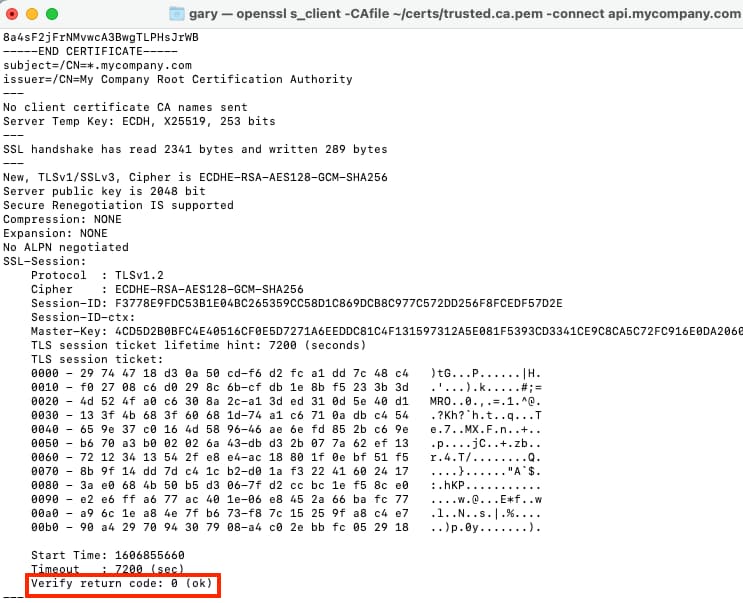 gary — openssl s_client -CAfile ~/certs/trusted.ca.pem -connect api.mycompany.com
8a4sF2jFrNMvwcA3BwgTLPHsJrWB
-----END CERTIFICATE-----
subject=/CN=*.mycompany.com
issuer=/CN=My Company Root Certification Authority
---
No client certificate CA names sent
Server Temp Key: ECDH, X25519, 253 bits
---
SSL handshake has read 2341 bytes and written 289 bytes
---
New, TLSv1/SSLv3, Cipher is ECDHE-RSA-AES128-GCM-SHA256
Server public key is 2048 bit
Secure Renegotiation IS supported
Compression: NONE
Expansion: NONE
No ALPN negotiated
SSL-Session:
    Protocol  : TLSv1.2
    Cipher    : ECDHE-RSA-AES128-GCM-SHA256
    Session-ID: F3778E9FDC53B1E04BC265359CC58D1C869DCB8C977C572DD256F8FCEDF57D2E
    Session-ID-ctx:
    Master-Key: 4CD5D2B0BFC4E40516CF0E5D7271A6EEDDC81C4F131597312A5E081F5393CD3341CE9C8CA5C72FC916E0DA2060
    TLS session ticket lifetime hint: 7200 (seconds)
    TLS session ticket:
    0000 - 29 74 47 18 d3 0a 50 cd-f6 d2 fc a1 dd 7c 48 c4   )tG...P......|H.
    0010 - f0 27 08 c6 d0 29 8c 6b-cf db 1e 8b f5 23 3b 3d   .'...).k.....#;=
    0020 - 4d 52 4f a0 c6 30 8a 2c-a1 3d ed 31 0d 5e 40 d1   MRO..0.,.=.1.^@.
    0030 - 13 3f 4b 68 3f 60 68 1d-74 a1 c6 71 0a db c4 54   .?Kh?`h.t..q...T
    0040 - 65 9e 37 c0 16 4d 58 96-46 ae 6e fd 85 2b c6 9e   e.7..MX.F.n..+..
    0050 - b6 70 a3 b0 02 02 6a 43-db d3 2b 07 7a 62 ef 13   .p....jC..+.zb..
    0060 - 72 12 34 13 54 2f e8 e4-ac 18 80 1f 0e bf 51 f5   r.4.T/........Q.
    0070 - 8b 9f 14 dd 7d c4 1c b2-d0 1a f3 22 41 60 24 17   ....}......"A`$.
    0080 - 3a e0 68 4b 50 b5 d3 06-7f d2 cc bc 1e f5 8c e0   :.hKP...........
    0090 - e2 e6 ff a6 77 ac 40 1e-06 e8 45 2a 66 ba fc 77   ....w.@...E*f..w
    00a0 - a9 6c 1e a8 4e 7f b6 73-f8 7c 15 25 9f a8 c4 e7   .l..N..s.|.%....
    00b0 - 90 a4 29 70 94 30 79 08-a4 c0 2e bb fc 05 29 18   ..)p.0y.......).
    Start Time: 1606855660
    Timeout   : 7200 (sec)
    Verify return code: 0 (ok)
---